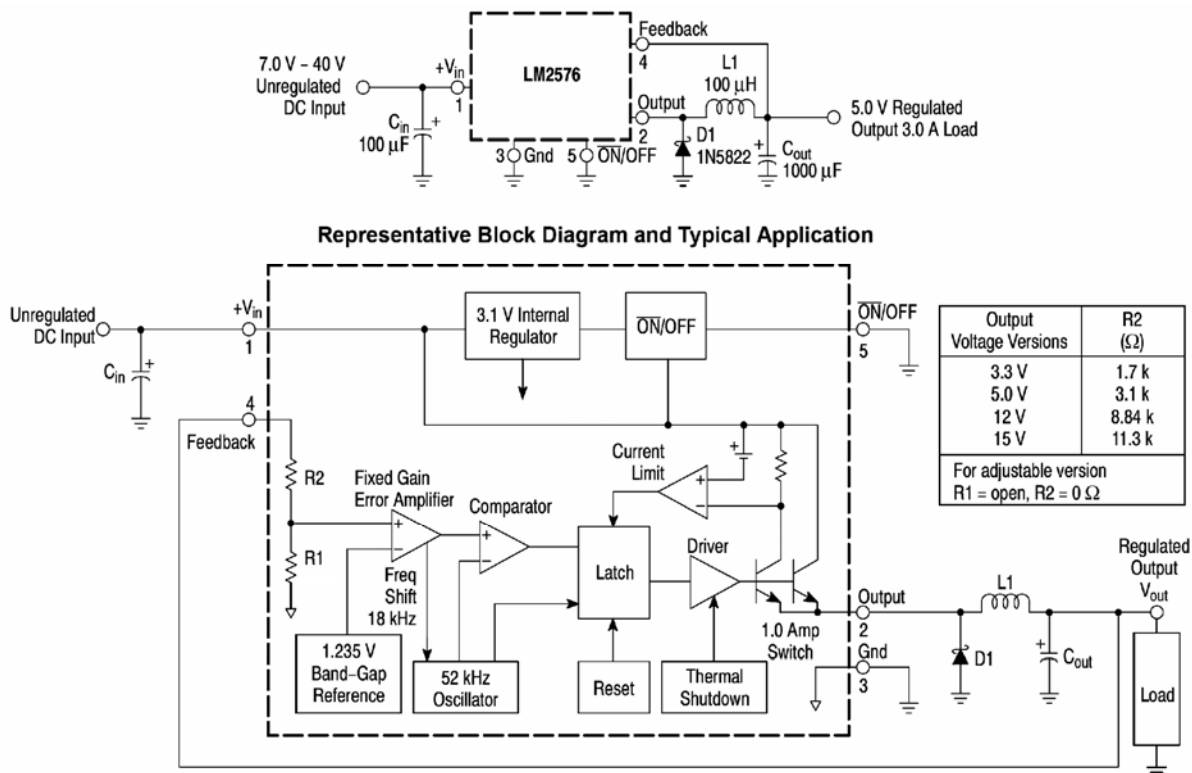 Feedback
4
7.0 V – 40 V
Unregulated
DC Input
+Vin
1
LM2576
L1
100 μH
Output
2
5.0 V Regulated
Output 3.0 A Load
Cin
100 μF
+
3
Gnd
5
ON/OFF
D1
1N5822
+
Cout
1000 μF
Representative Block Diagram and Typical Application
Unregulated
DC Input
+Vin
1
Cin
+
3.1 V Internal
Regulator
ON/OFF
ON/OFF
5
Output
Voltage Versions
R2
(Ω)
3.3 V
1.7 k
5.0 V
3.1 k
12 V
8.84 k
15 V
11.3 k
For adjustable version
R1 = open, R2 = 0 Ω
4
Feedback
R2
R1
Fixed Gain
Error Amplifier
+
–
Comparator
+
–
Current
Limit
+
–
+
Freq
Shift
18 kHz
Latch
Driver
1.0 Amp
Switch
1.235 V
Band–Gap
Reference
52 kHz
Oscillator
Reset
Thermal
Shutdown
Output
2
Gnd
3
L1
D1
+
Cout
Regulated
Output
Vout
Load